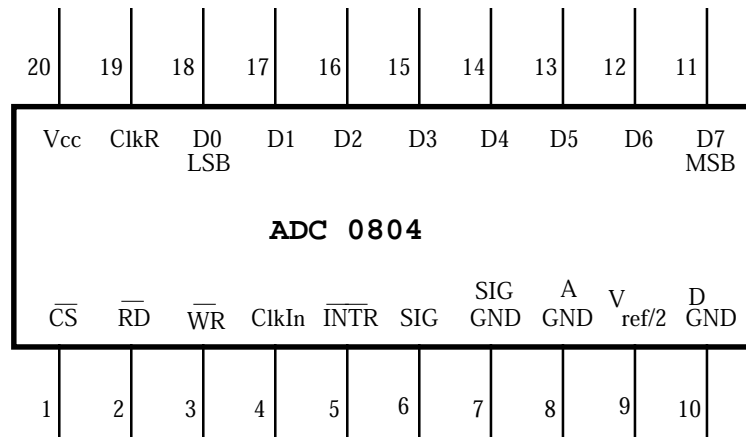 20 19 18 17 16 15 14 13 12 11
Vcc ClkR D0 D1 D2 D3 D4 D5 D6 D7
LSB MSB
ADC 0804
SIG A V D
CS RD WR ClkIn INTR SIG GND GND ref/2 GND
1 2 3 4 5 6 7 8 9 10